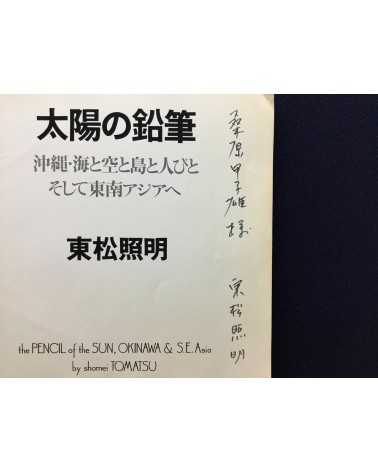 太陽の鉛筆
沖縄・海と空と島と人びと
そして東南アジアへ
東松照明
the PENCIL of the SUN, OKINAWA & S.E. Asia
by shomei TOMATSU
桑原甲子雄様
東松照明